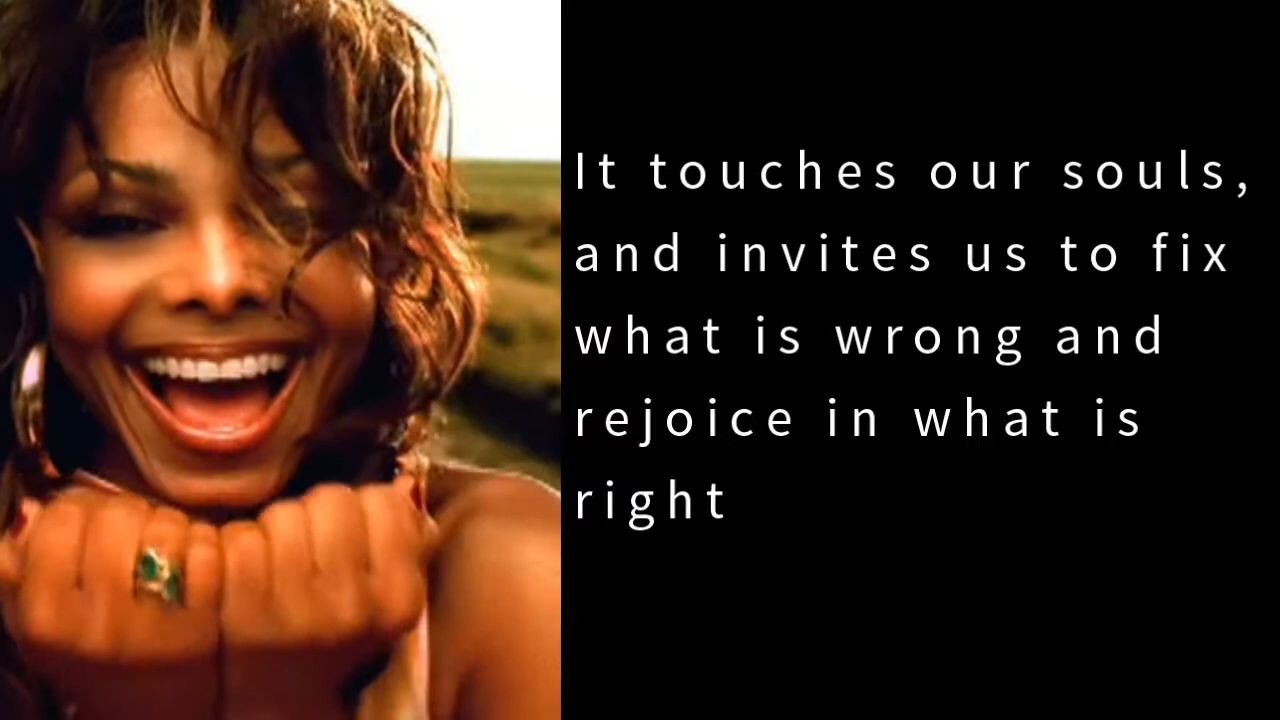 It touches our souls,
and invites us to fix
what is wrong and
rejoice in what is
right